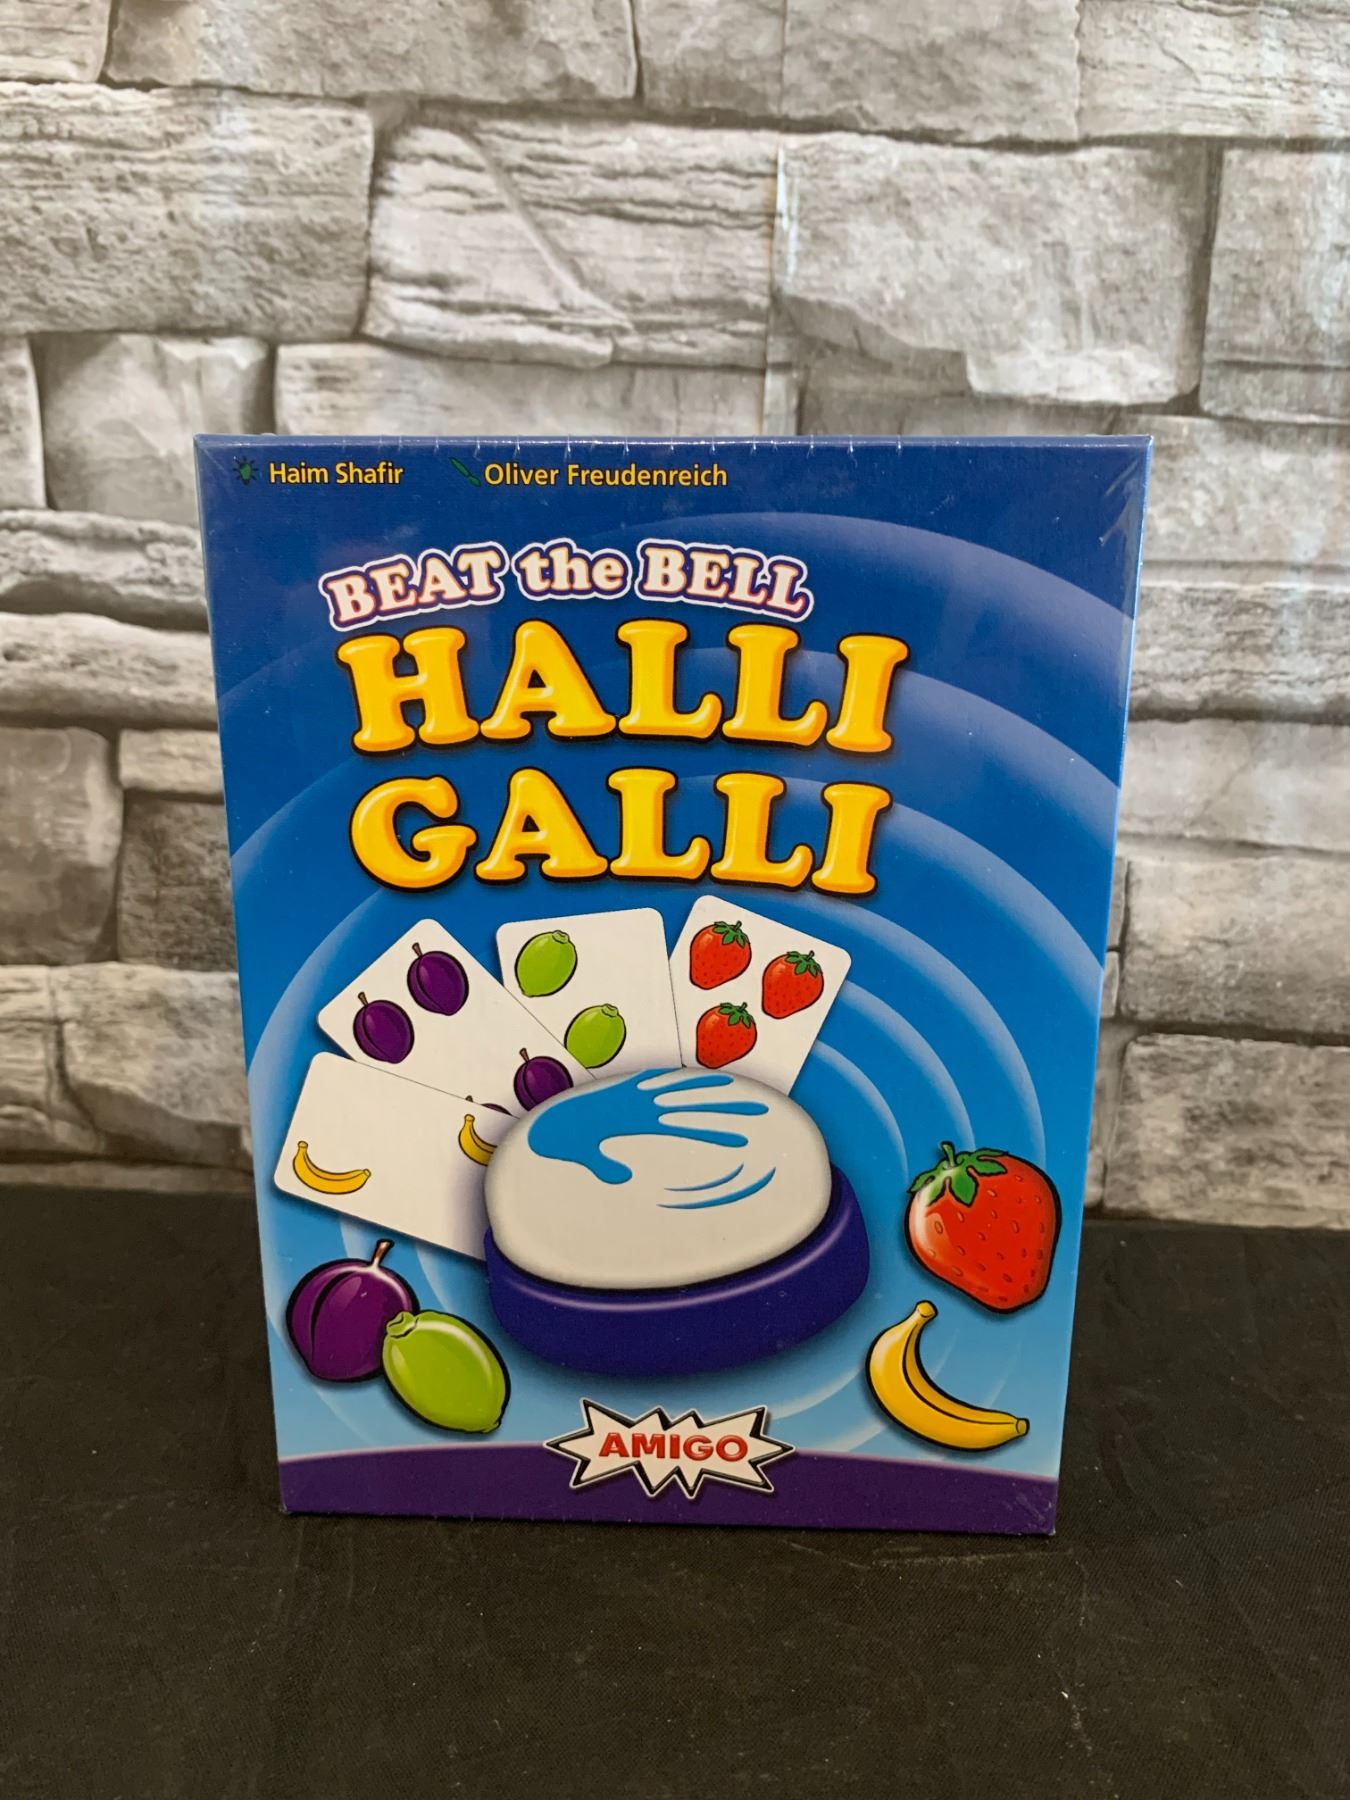 Haim Shafir Oliver Freudenreich
BEAT the BELL
HALLI
GALLI
AMIGO